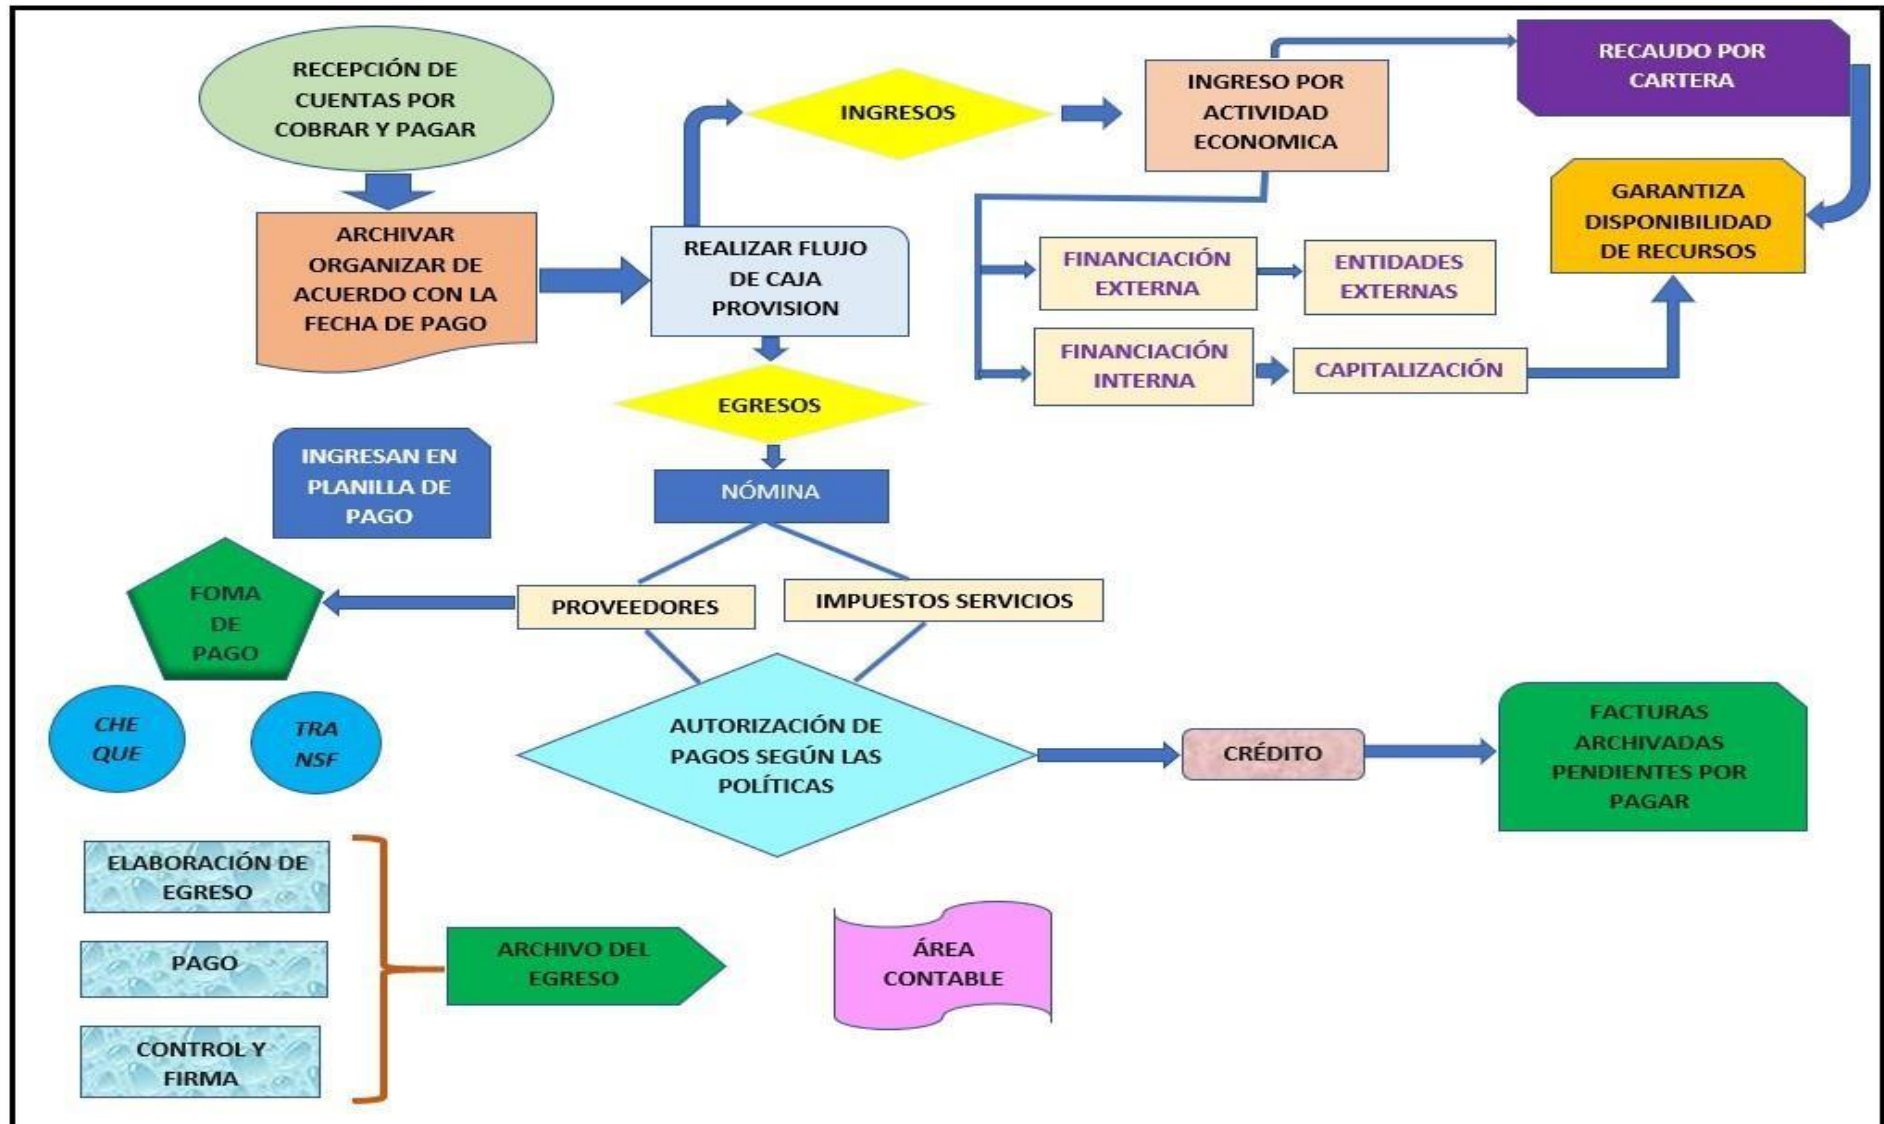 RECEPCIÓN DE
CUENTAS POR
COBRAR Y PAGAR
ARCHIVAR
ORGANIZAR DE
ACUERDO CON LA
FECHA DE PAGO
REALIZAR FLUJO
DE CAJA
PROVISION
INGRESOS
INGRESO POR
ACTIVIDAD
ECONOMICA
RECAUDO POR
CARTERA
GARANTIZA
DISPONIBILIDAD
DE RECURSOS
FINANCIACIÓN
EXTERNA
ENTIDADES
EXTERNAS
FINANCIACIÓN
INTERNA
CAPITALIZACIÓN
EGRESOS
INGRESAN EN
PLANILLA DE
PAGO
NÓMINA
PROVEEDORES
IMPUESTOS SERVICIOS
FOMA
DE
PAGO
CHE
QUE
TRA
NSF
AUTORIZACIÓN DE
PAGOS SEGÚN LAS
POLÍTICAS
CRÉDITO
FACTURAS
ARCHIVADAS
PENDIENTES POR
PAGAR
ELABORACIÓN DE
EGRESO
PAGO
CONTROL Y
FIRMA
ARCHIVO DEL
EGRESO
ÁREA
CONTABLE